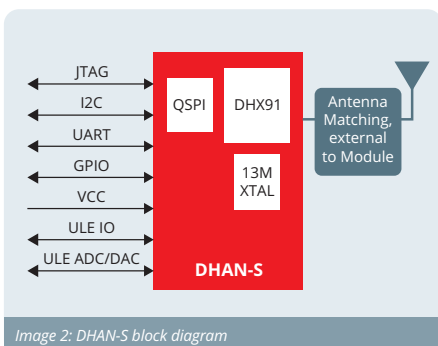 JTAG
I2C
UART
GPIO
VCC
ULE IO
ULE ADC/DAC
QSPI
DHX91
13M
XTAL
DHAN-S
Antenna
Matching,
external
to Module
Image 2: DHAN-S block diagram